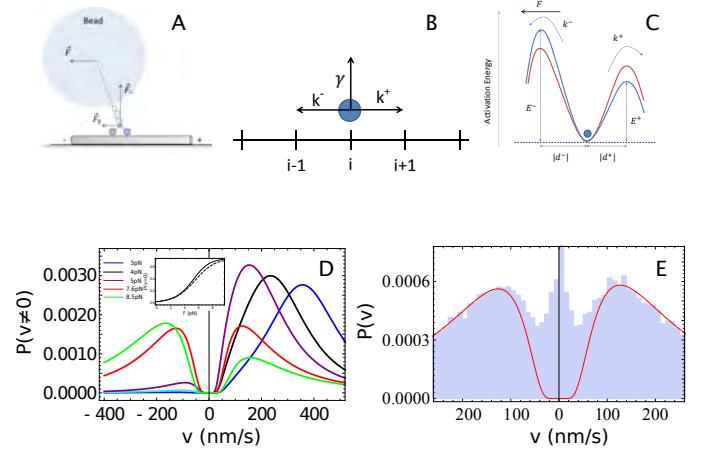 Bead
A
F
F
F
-
+
B
γ
k-
k+
i-1
i
i+1
C
F
k-
k+
Activation Energy
E-
E+
|d-|
|d+|
D
3pN
4pN
5pN
7.6pN
8.5pN
F (pN)
P(v≠0)
0.0030
0.0020
0.0010
0.0000
- 400
- 200
0
200
400
v (nm/s)
E
P(v)
0.0006
0.0003
0.0000
200
100
0
100
200
v (nm/s)